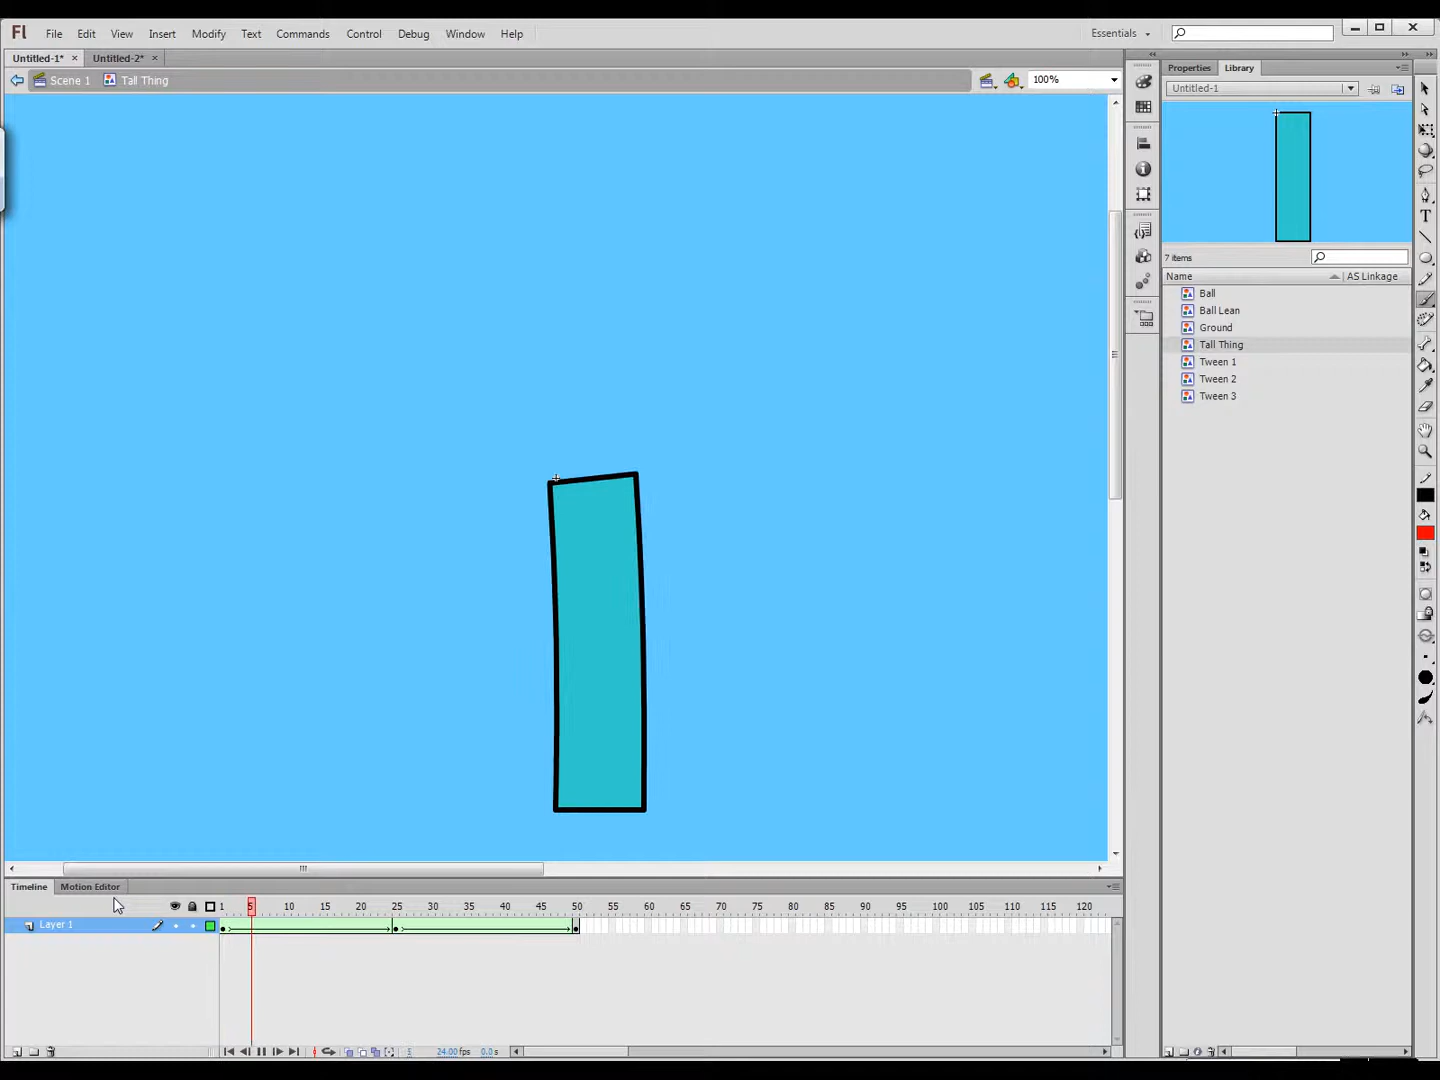 Fl File Edit View Insert Text Modify Commands Control Debug Window Help Essentials
Untitled-1* × Untitled-2* ×
Scene 1 Tall Thing 100%
Properties Library
Untitled-1
7 items
Name AS Linkage
Ball
Ball Lean
Ground
Tall Thing
Tween 1
Tween 2
Tween 3
T
Timeline Motion Editor
1 5 10 15 20 25 30 35 40 45 50 55 60 65 70 75 80 85 90 95 100 105 110 115 120
Layer 1
5 24.00 fps 0.0 s